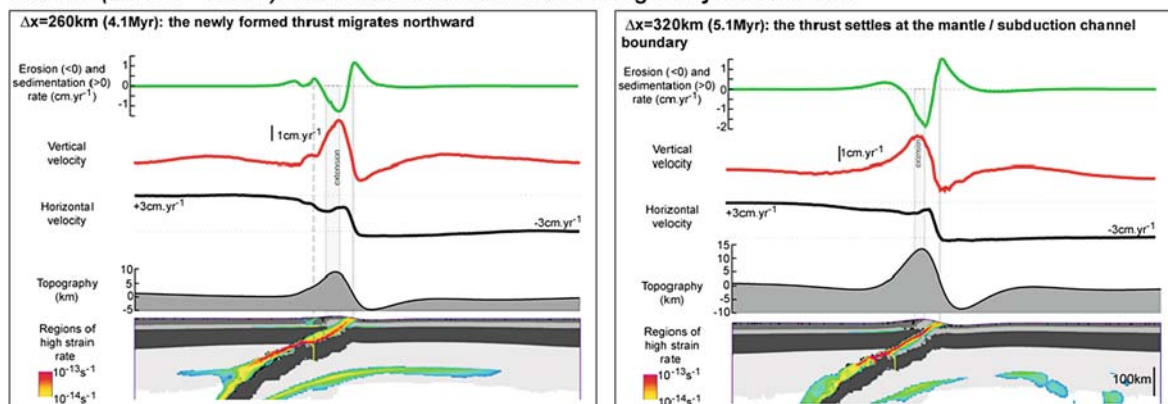 Δx=260km (4.1Myr): the newly formed thrust migrates northward
Erosion (<0) and
sedimentation (>0)
rate (cm.yr⁻¹)
1
0
-1
1cm.yr⁻¹
Vertical
velocity
extension
Horizontal
velocity
+3cm.yr⁻¹
-3cm.yr⁻¹
Topography
(km)
10
5
0
-5
Regions of
high strain
rate
10⁻¹³s⁻¹
10⁻¹⁴s⁻¹
Δx=320km (5.1Myr): the thrust settles at the mantle / subduction channel
boundary
Erosion (<0) and
sedimentation (>0)
rate (cm.yr⁻¹)
1
0
-1
-2
1cm.yr⁻¹
Vertical
velocity
extension
Horizontal
velocity
+3cm.yr⁻¹
-3cm.yr⁻¹
Topography
(km)
15
10
5
0
-5
-10
Regions of
high strain
rate
10⁻¹³s⁻¹
10⁻¹⁴s⁻¹
100km